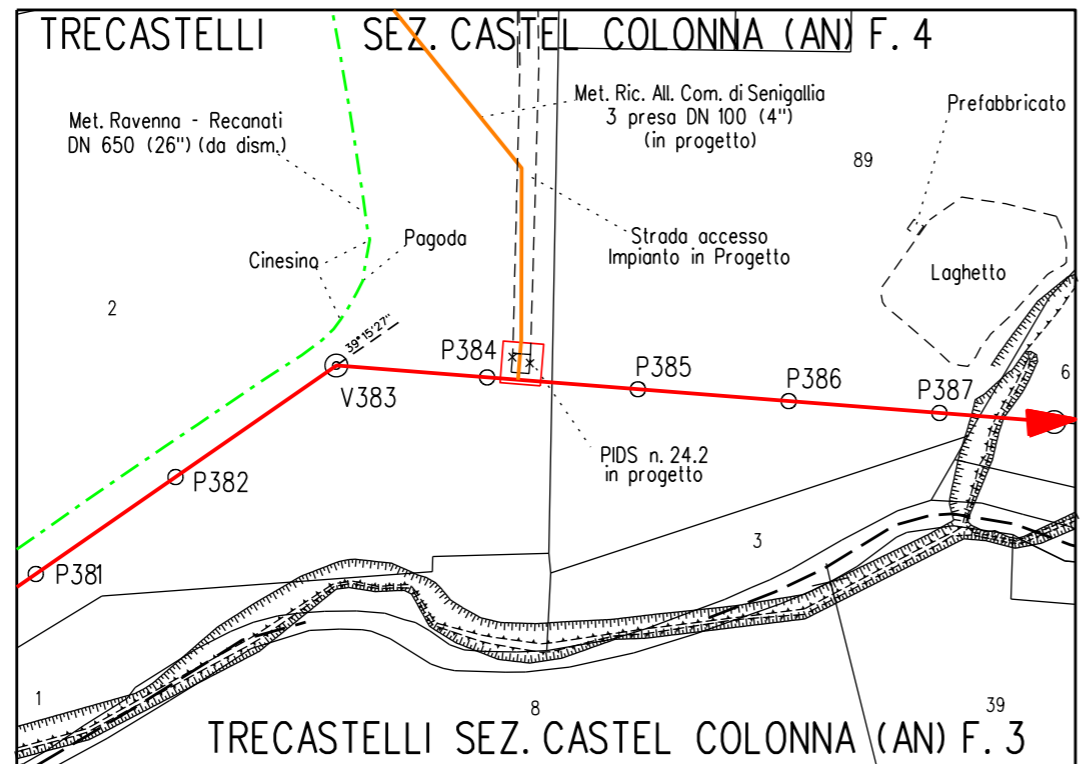 TRECASTELLI SEZ. CASTEL COLONNA (AN) F. 4
Met. Ravenna - Recanati
DN 650 (26") (da dism.)
Met. Ric. All. Com. di Senigallia
3 presa DN 100 (4")
(in progetto)
Prefabbricato
89
Cinesino
Pagoda
Strada accesso
Impianto in Progetto
Laghetto
2
39°15'27"
P384
V383
P385
P386
P387
6
P382
PIDS n. 24.2
in progetto
3
P381
1
8
39
TRECASTELLI SEZ. CASTEL COLONNA (AN) F. 3